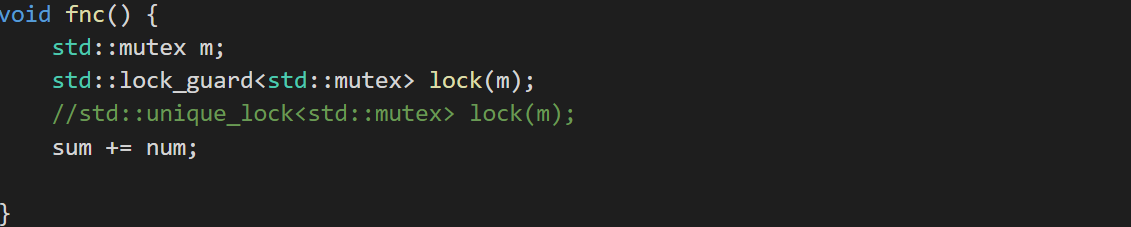 void fnc() {
    std::mutex m;
    std::lock_guard<std::mutex> lock(m);
    //std::unique_lock<std::mutex> lock(m);
    sum += num;
}